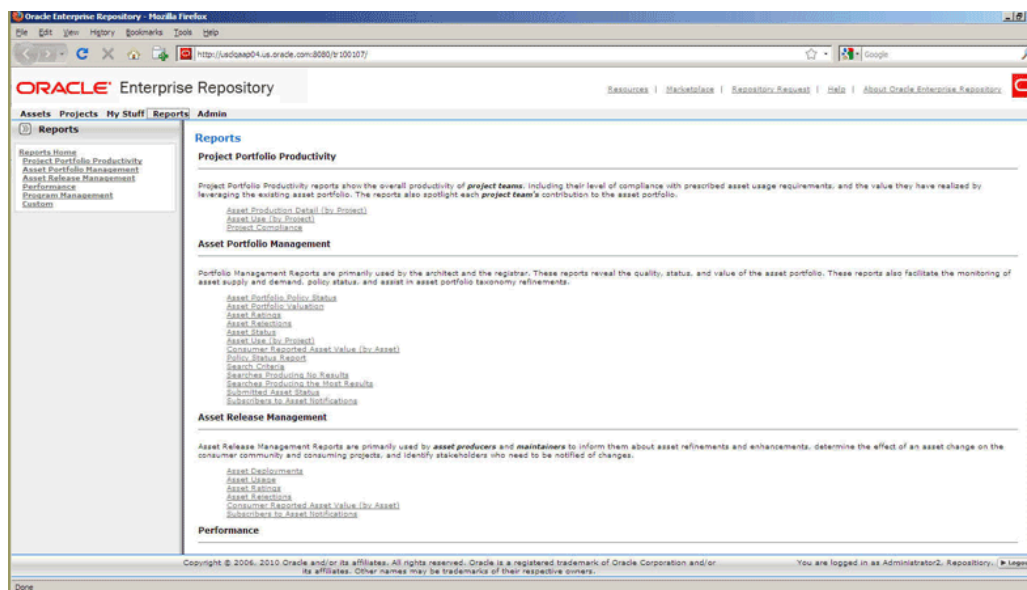 Oracle Enterprise Repository - Mozilla Firefox
File Edit View History Bookmarks Tools Help
http://usdqaap04.us.oracle.com:8080/tr100107/
Google
ORACLE Enterprise Repository
Resources | Marketplace | Repository Request | Help | About Oracle Enterprise Repository
Assets Projects My Stuff Reports Admin
Reports
Reports Home
Project Portfolio Productivity
Asset Portfolio Management
Asset Release Management
Performance
Program Management
Custom
Reports
Project Portfolio Productivity
Project Portfolio Productivity reports show the overall productivity of project teams. Including their level of compliance with prescribed asset usage requirements, and the value they have realized by
leveraging the existing asset portfolio. The reports also spotlight each project team's contribution to the asset portfolio.
Asset Production Detail (by Project)
Asset Use (by Project)
Project Compliance
Asset Portfolio Management
Portfolio Management Reports are primarily used by the architect and the registrar. These reports reveal the quality, status, and value of the asset portfolio. These reports also facilitate the monitoring of
asset supply and demand, policy status, and assist in asset portfolio taxonomy refinements.
Asset Portfolio Policy Status
Asset Portfolio Valuation
Asset Ratings
Asset Rejections
Asset Status
Asset Use (by Project)
Consumer Reported Asset Value (by Asset)
Policy Status Report
Search Criteria
Searches Producing No Results
Searches Producing the Most Results
Submitted Asset Status
Subscribers to Asset Notifications
Asset Release Management
Asset Release Management Reports are primarily used by asset producers and maintainers to inform them about asset refinements and enhancements, determine the effect of an asset change on the
consumer community and consuming projects, and identify stakeholders who need to be notified of changes.
Asset Deployments
Asset Usage
Asset Ratings
Asset Rejections
Consumer Reported Asset Value (by Asset)
Subscribers to Asset Notifications
Performance
Copyright © 2006, 2010 Oracle and/or its affiliates. All rights reserved. Oracle is a registered trademark of Oracle Corporation and/or
its affiliates. Other names may be trademarks of their respective owners.
You are logged in as Administrator2, Repository.
Logou
Done